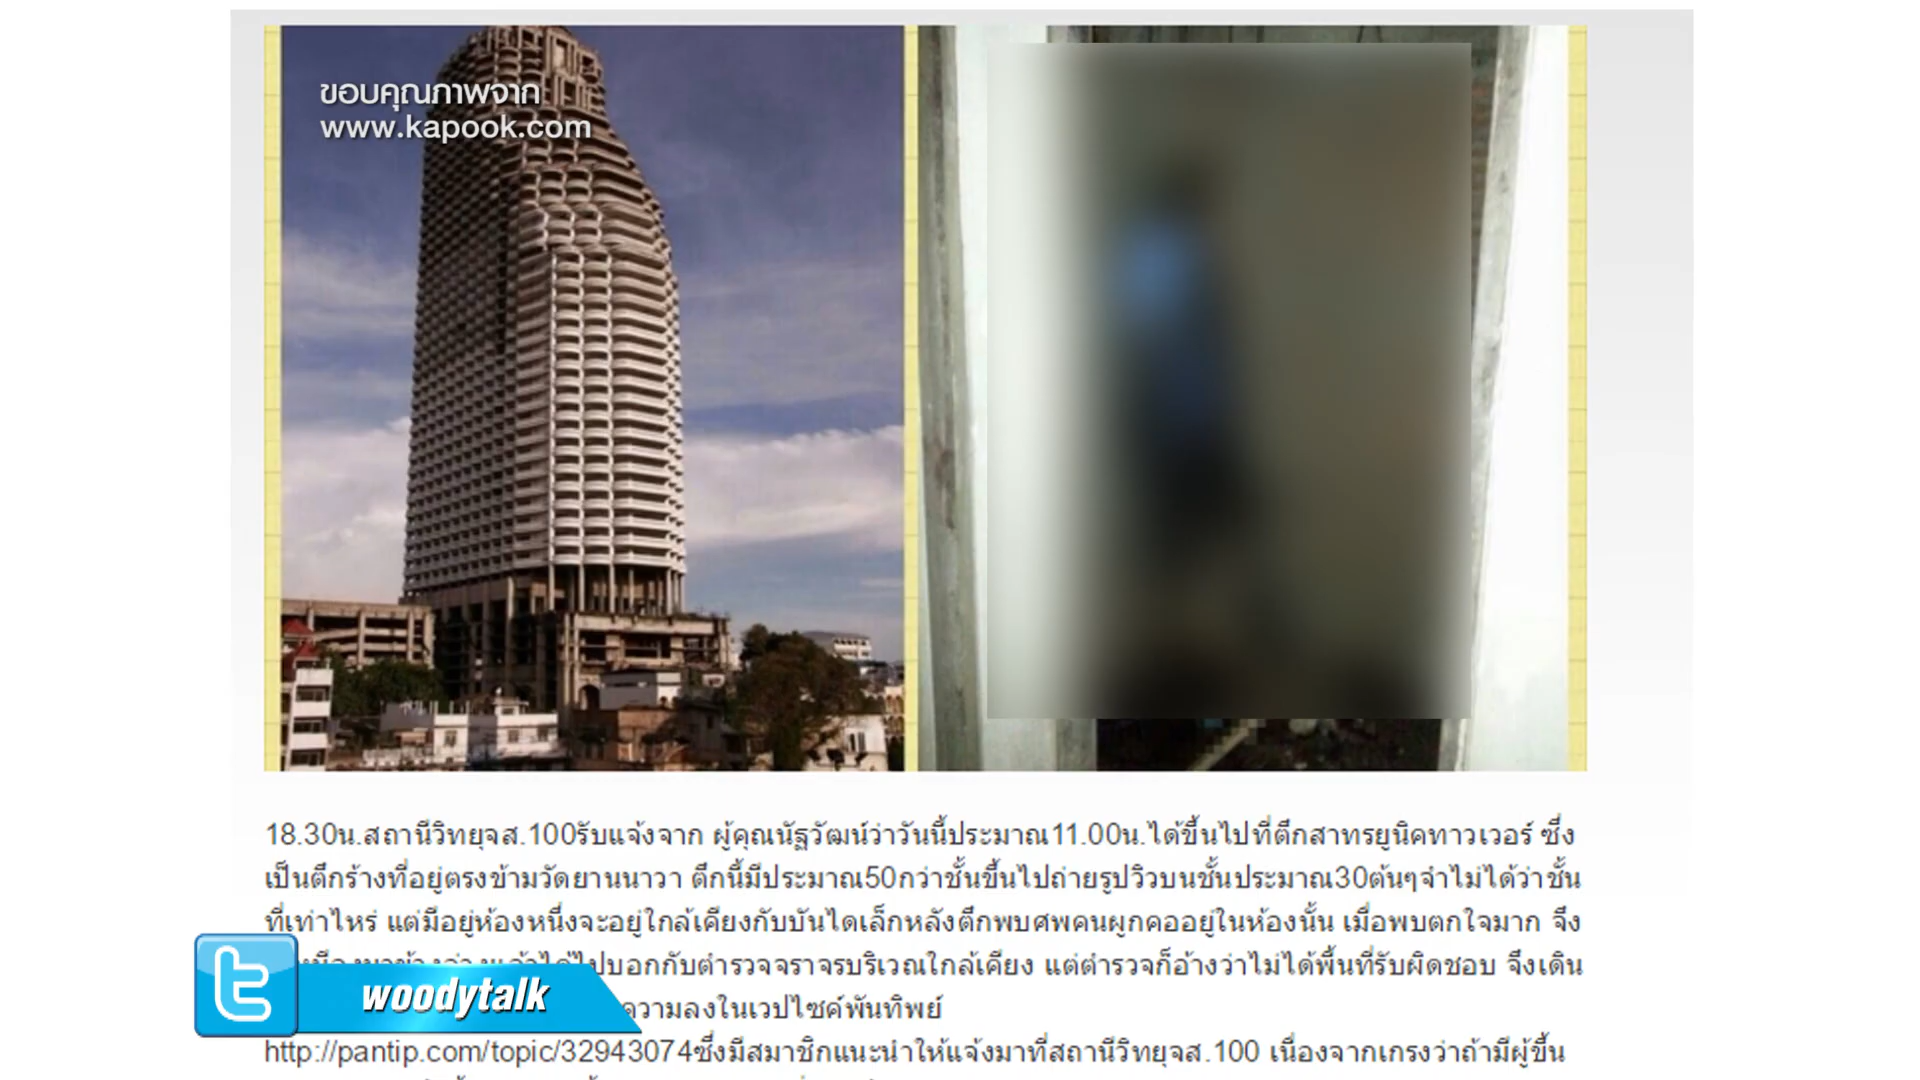 ขอบคุณภาพจาก
www.kapook.com
18.30น.สถานีวิทยุจส.100รับแจ้งจาก ผู้คุณนัฐวัฒน์ว่าวันนี้ประมาณ11.00น.ได้ขึ้นไปที่ตึกสาทรยูนิคทาวเวอร์ ซึ่ง
เป็นตึกร้างที่อยู่ตรงข้ามวัดยานนาวา ตึกนี้มีประมาณ50กว่าชั้นขึ้นไปถ่ายรูปวิวบนชั้นประมาณ30ต้นๆจำไม่ได้ว่าชั้น
ที่เท่าไหร่ แต่มีอยู่ห้องหนึ่งจะอยู่ใกล้เคียงกับบันไดเล็กหลังตึกพบศพคนผูกคออยู่ในห้องนั้น เมื่อพบตกใจมาก จึง
ไปบอกกับตำรวจจราจรบริเวณใกล้เคียง แต่ตำรวจก็อ้างว่าไม่ได้พื้นที่รับผิดชอบ จึงเดิน
ความลงในเวปไซค์พันทิพย์
woodytalk
http://pantip.com/topic/32943074ซึ่งมีสมาชิกแนะนำให้แจ้งมาที่สถานีวิทยุจส.100 เนื่องจากเกรงว่าถ้ามีผู้ขึ้น